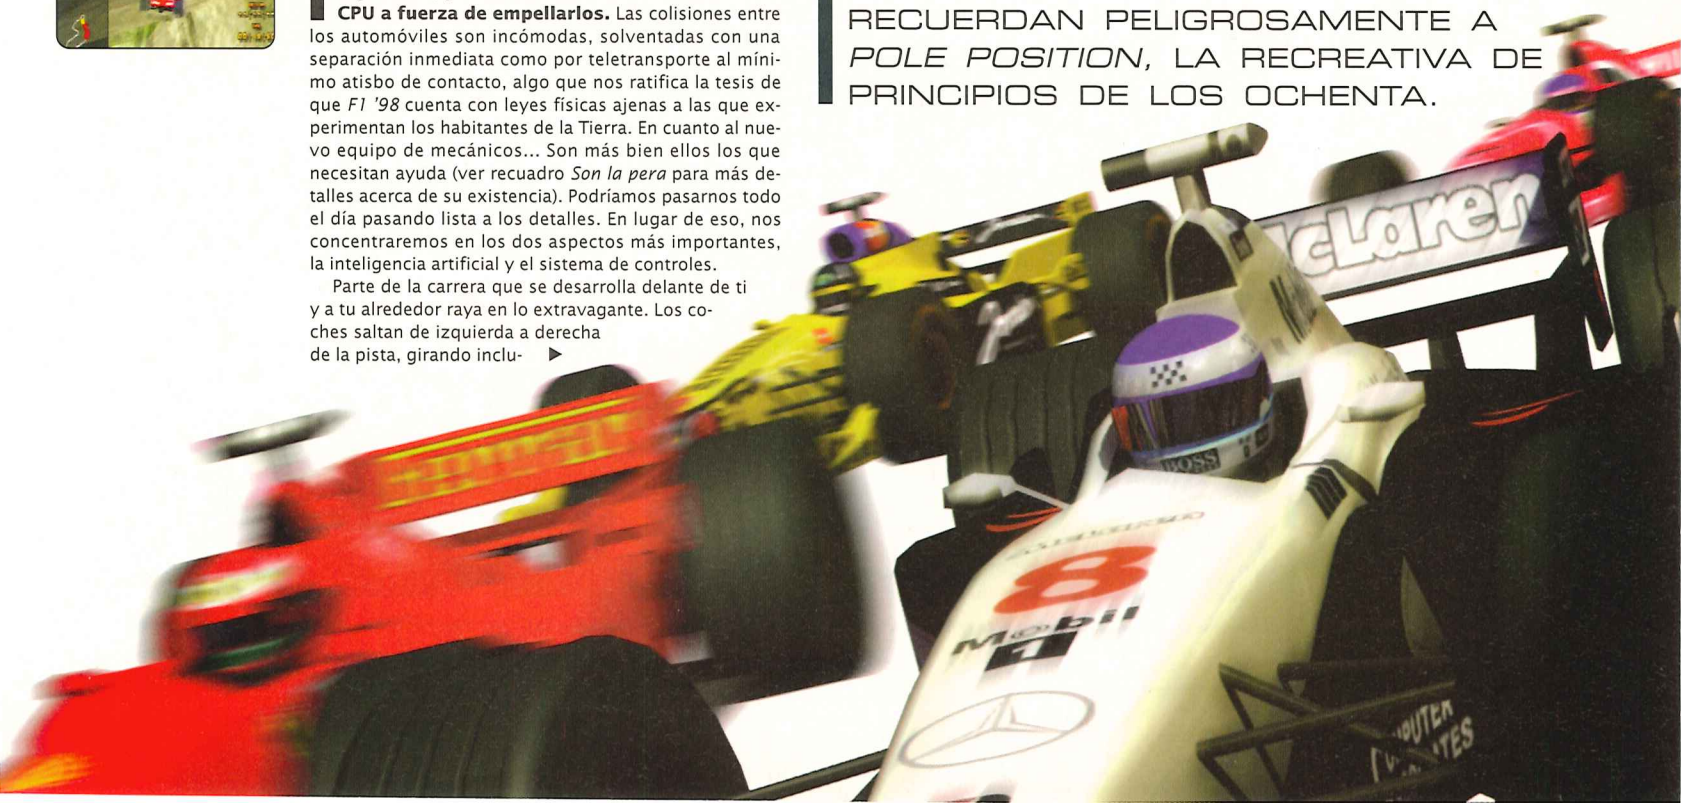 CPU a fuerza de empellarlos. Las colisiones entre
los automóviles son incómodas, solventadas con una
separación inmediata como por teletransporte al míni-
mo atisbo de contacto, algo que nos ratifica la tesis de
que F1 '98 cuenta con leyes físicas ajenas a las que ex-
perimentan los habitantes de la Tierra. En cuanto al nue-
vo equipo de mecánicos... Son más bien ellos los que
necesitan ayuda (ver recuadro Son la pera para más de-
talles acerca de su existencia). Podríamos pasarnos todo
el día pasando lista a los detalles. En lugar de eso, nos
concentraremos en los dos aspectos más importantes,
la inteligencia artificial y el sistema de controles.
Parte de la carrera que se desarrolla delante de ti
y a tu alrededor raya en lo extravagante. Los co-
ches saltan de izquierda a derecha
de la pista, girando inclu-
RECUERDAN PELIGROSAMENTE A
POLE POSITION, LA RECREATIVA DE
PRINCIPIOS DE LOS OCHENTA.
McLaren
BOSS
8
Mobil
1